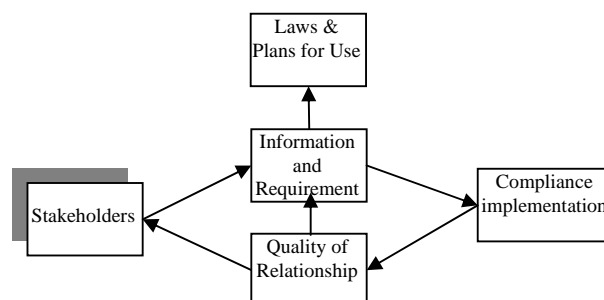 Laws &
Plans for Use
Information
and
Requirement
Stakeholders
Compliance
implementation
Quality of
Relationship